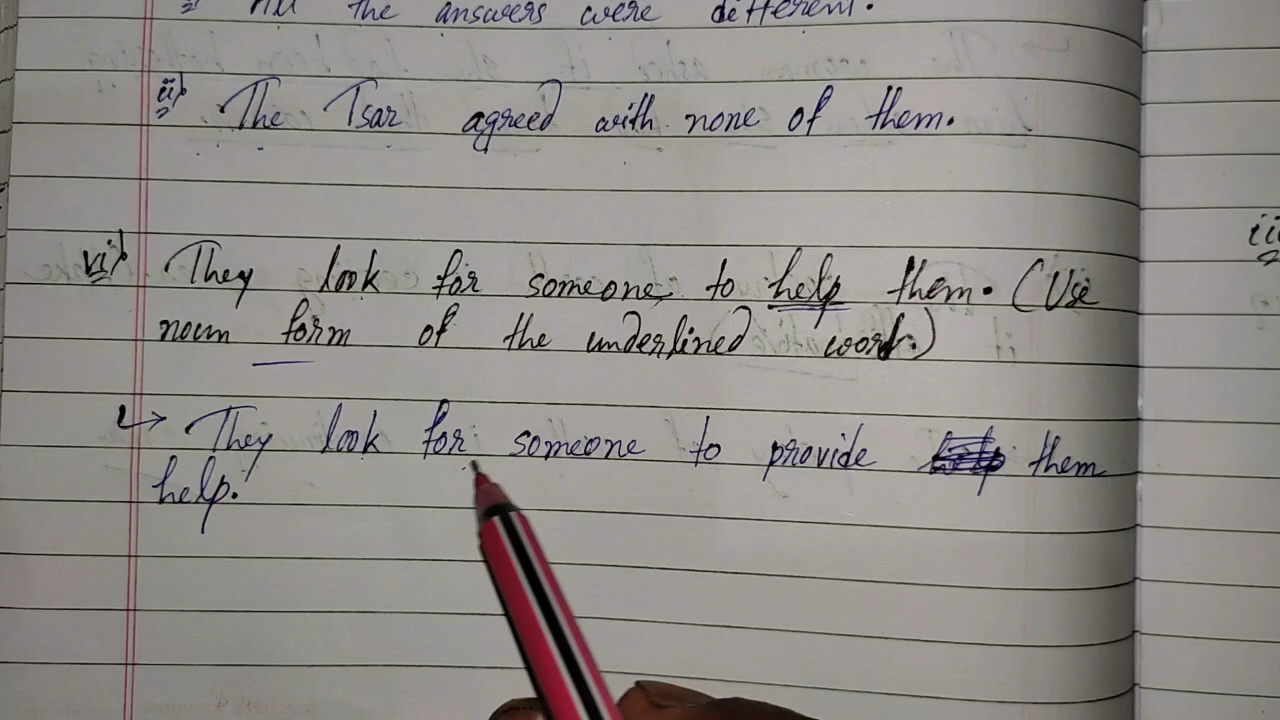 i All the answers were different.
ii) The Tsar agreed with none of them.
vi) They look for someone, to help them. (Use
noun form of the underlined word.)
↳ They look for someone to provide them
help.